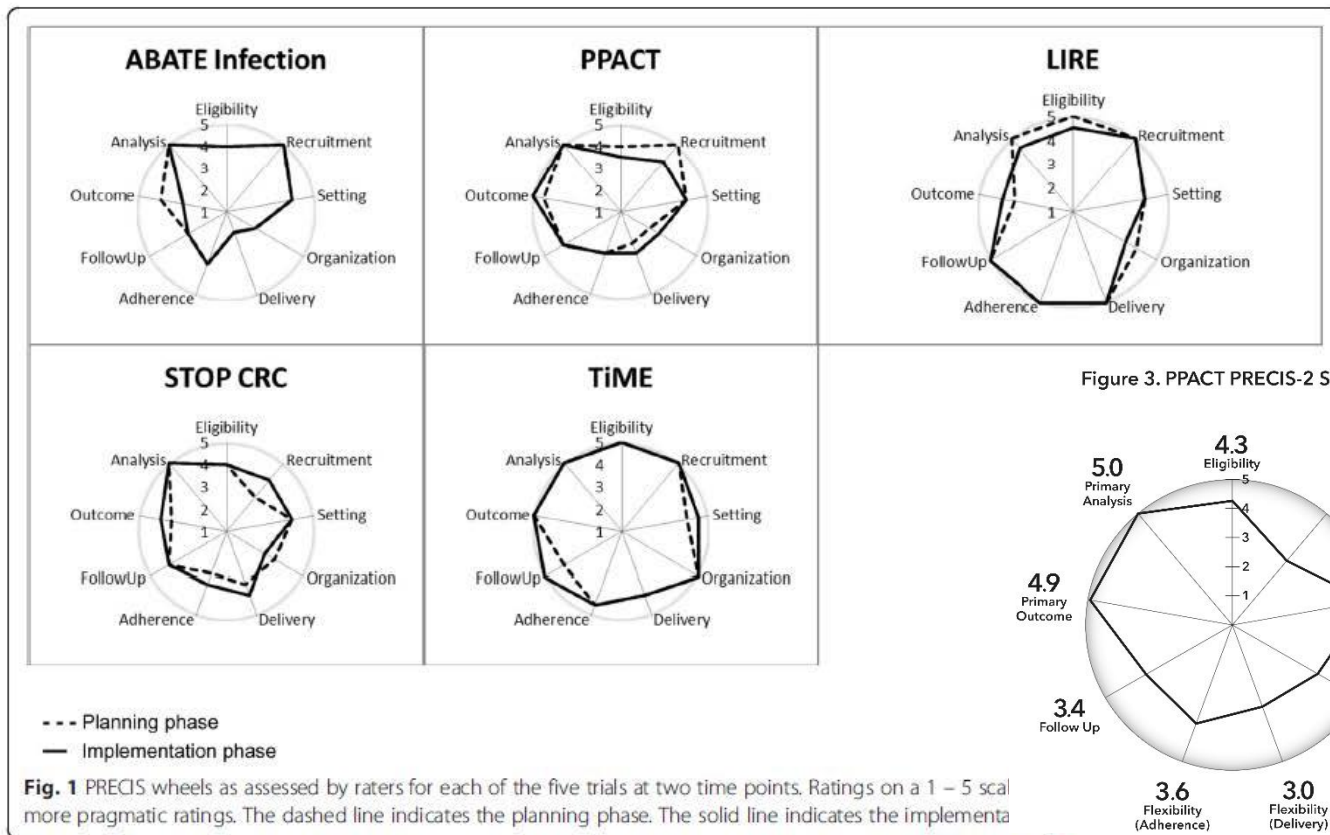 ABATE Infection
Eligibility
5
Analysis 4 Recruitment
3
Outcome 2 Setting
1
FollowUp Organization
Adherence Delivery
PPACT
Eligibility
5
Analysis 4 Recruitment
3
Outcome 2 Setting
1
FollowUp Organization
Adherence Delivery
LIRE
Eligibility
5
Analysis 4 Recruitment
3
Outcome 2 Setting
1
FollowUp Organization
Adherence Delivery
STOP CRC
Eligibility
5
Analysis 4 Recruitment
3
Outcome 2 Setting
1
FollowUp Organization
Adherence Delivery
TiME
Eligibility
5
Analysis 4 Recruitment
3
Outcome 2 Setting
1
FollowUp Organization
Adherence Delivery
Figure 3. PPACT PRECIS-2 S
4.3
Eligibility
5.0
Primary
Analysis
5
4
3
2
1
4.9
Primary
Outcome
3.4
Follow Up
3.6
Flexibility
(Adherence)
3.0
Flexibility
(Delivery)
Planning phase
Implementation phase
Fig. 1 PRECIS wheels as assessed by raters for each of the five trials at two time points. Ratings on a 1 – 5 scal
more pragmatic ratings. The dashed line indicates the planning phase. The solid line indicates the implementa